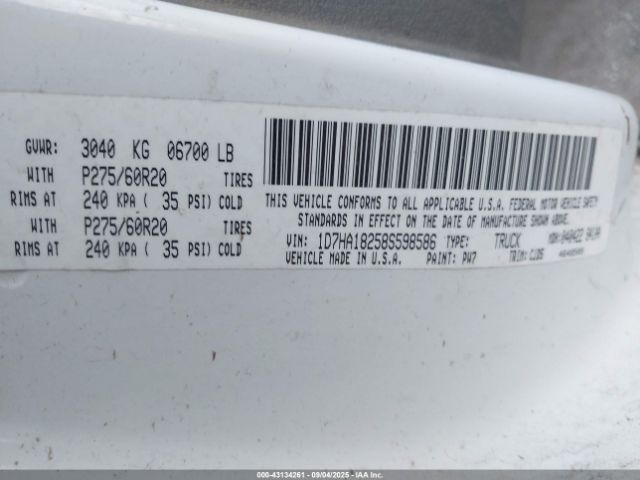 GVWR: 3040 KG 06700 LB
WITH P275/60R20 TIRES
RIMS AT 240 KPA ( 35 PSI) COLD
WITH P275/60R20 TIRES
RIMS AT 240 KPA ( 35 PSI) COLD
THIS VEHICLE CONFORMS TO ALL APPLICABLE U.S.A. FEDERAL MOTOR VEHICLE SAFETY
STANDARDS IN EFFECT ON THE DATE OF MANUFACTURE SHOWN ABOVE.
VIN: 1D7HA18258S598586 TYPE: TRUCK
VEHICLE MADE IN U.S.A. PAINT: PW7 TRIM:
000-43134261 - 09/04/2025 - IAA Inc.